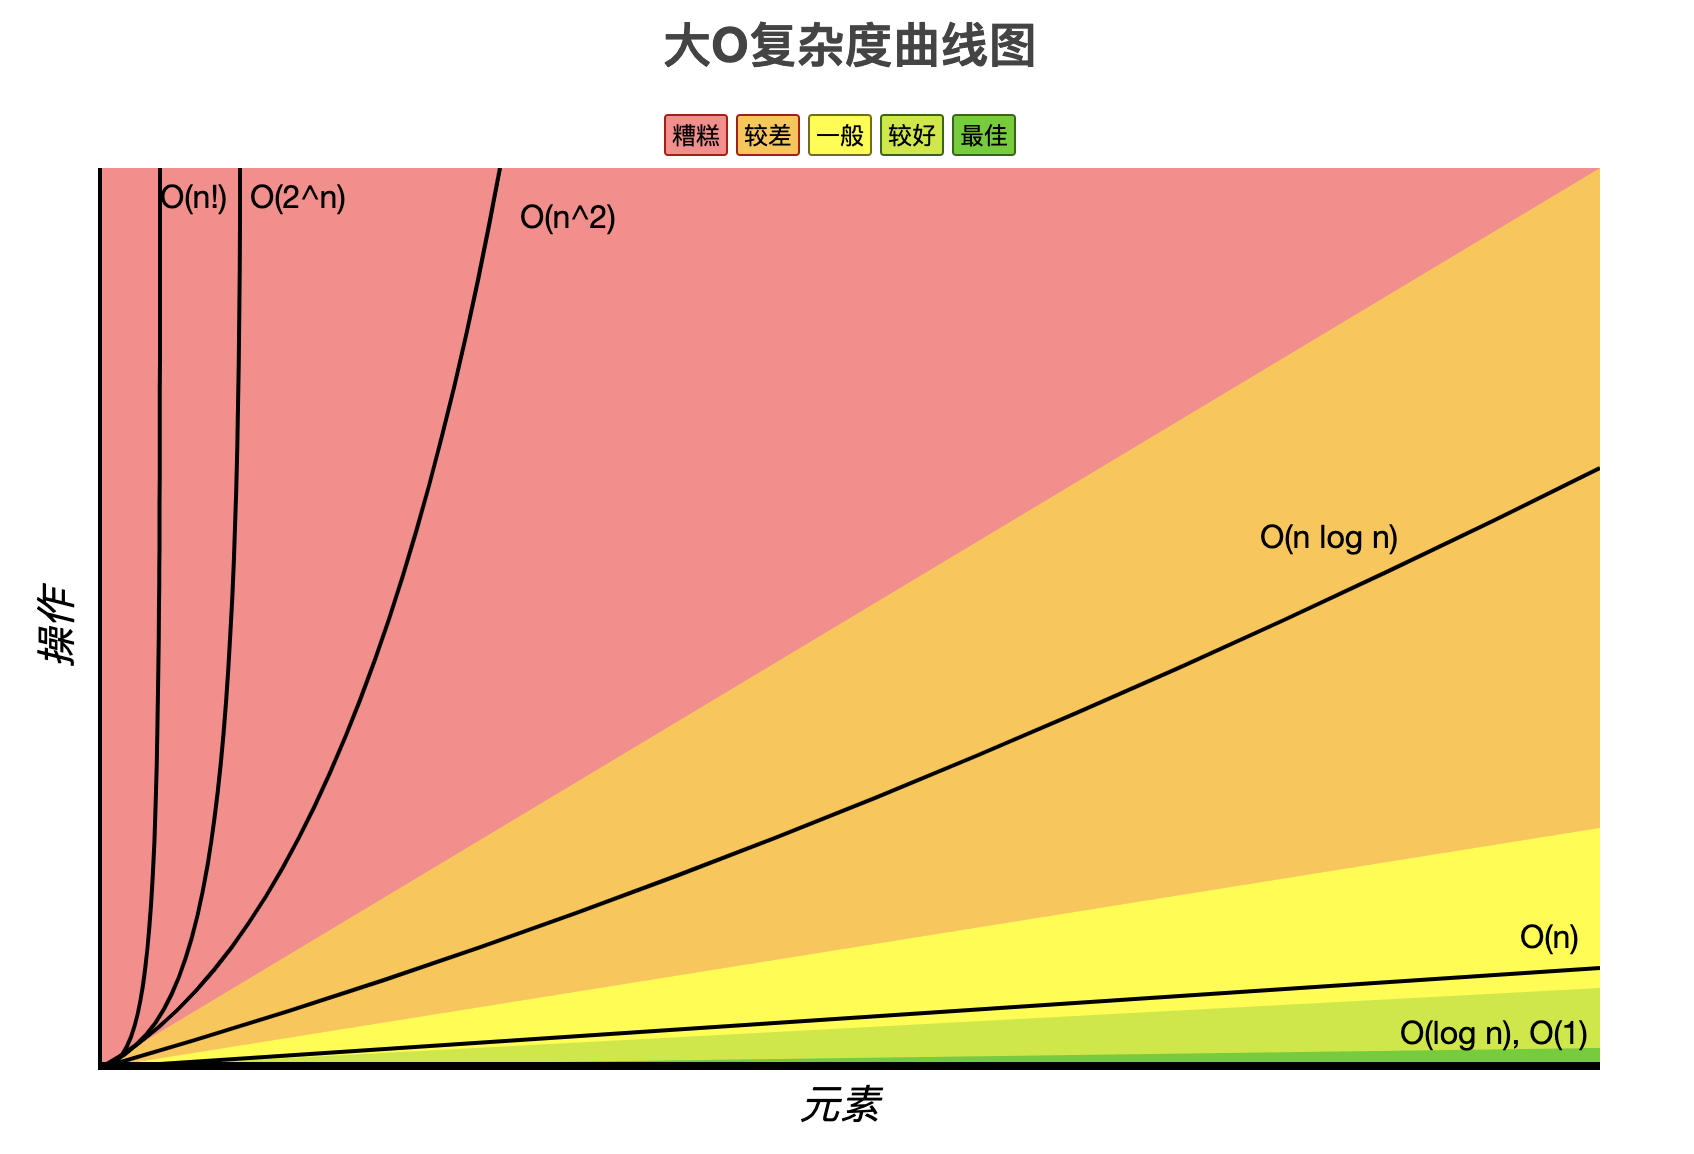 大O复杂度曲线图
糟糕 较差 一般 较好 最佳
O(n!) O(2^n)
O(n^2)
O(n log n)
操作
O(n)
O(log n), O(1)
元素